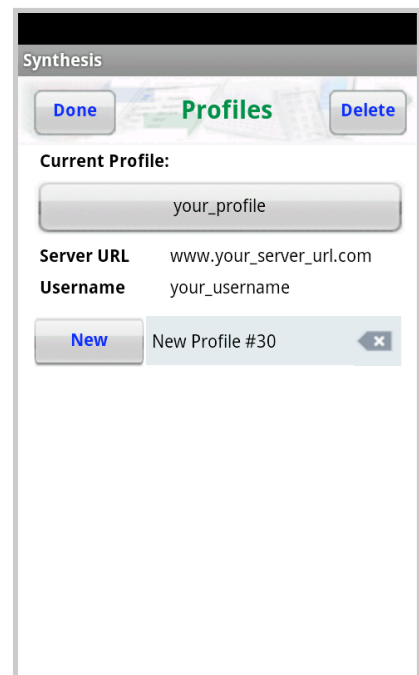 Synthesis
Done Profiles Delete
Current Profile:
your_profile
Server URL www.your_server_url.com
Username your_username
New New Profile #30